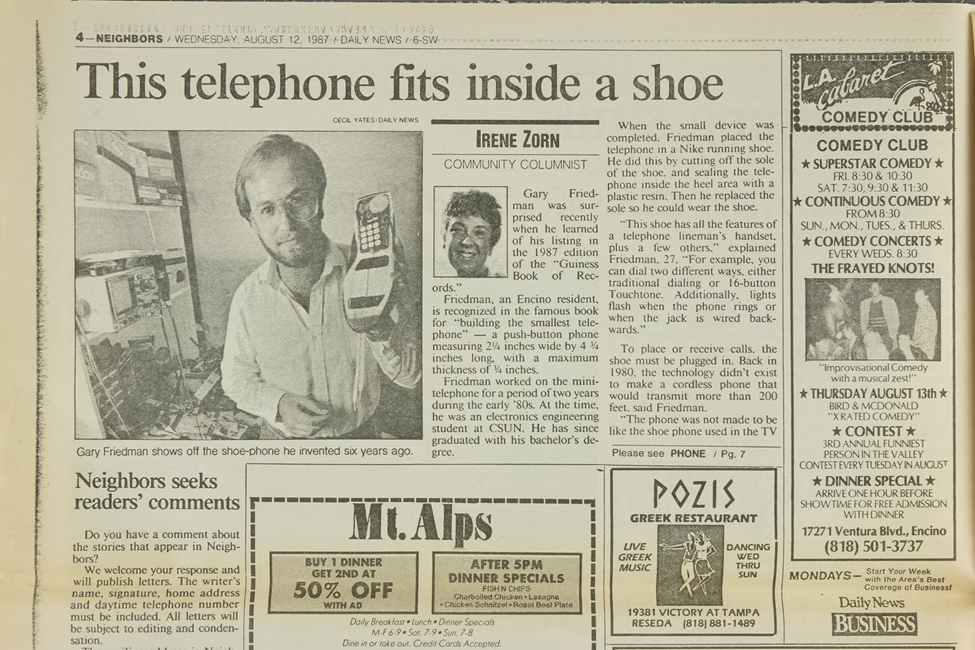 4—NEIGHBORS / WEDNESDAY, AUGUST 12, 1987 / DAILY NEWS / 6-SW
This telephone fits inside a shoe
CECIL YATES/DAILY NEWS
Gary Friedman shows off the shoe-phone he invented six years ago.
IRENE ZORN
COMMUNITY COLUMNIST
Gary Fried-
man was sur-
prised recently
when he learned
of his listing in
the 1987 edition
of the "Guiness
Book of Rec-
ords."
Friedman, an Encino resident,
is recognized in the famous book
for "building the smallest tele-
phone" — a push-button phone
measuring 2¼ inches wide by 4 ¾
inches long, with a maximum
thickness of ¾ inches.
Friedman worked on the mini-
telephone for a period of two years
during the early '80s. At the time,
he was an electronics engineering
student at CSUN. He has since
graduated with his bachelor's de-
gree.
When the small device was
completed, Friedman placed the
telephone in a Nike running shoe.
He did this by cutting off the sole
of the shoe, and sealing the tele-
phone inside the heel area with a
plastic resin. Then he replaced the
sole so he could wear the shoe.
"This shoe has all the features of
a telephone lineman's handset,
plus a few others," explained
Friedman, 27. "For example, you
can dial two different ways, either
traditional dialing or 16-button
Touchtone. Additionally, lights
flash when the phone rings or
when the jack is wired back-
wards."
To place or receive calls, the
shoe must be plugged in. Back in
1980, the technology didn't exist
to make a cordless phone that
would transmit more than 200
feet, said Friedman.
"The phone was not made to be
like the shoe phone used in the TV
Please see PHONE / Pg. 7
Neighbors seeks
readers' comments
Do you have a comment about
the stories that appear in Neigh-
bors?
We welcome your response and
will publish letters. The writer's
name, signature, home address
and daytime telephone number
must be included. All letters will
be subject to editing and conden-
sation.
Mt. Alps
BUY 1 DINNER
GET 2ND AT
50% OFF
WITH AD
AFTER 5PM
DINNER SPECIALS
FISH N CHIPS
Charboiled Chicken • Lasagna
• Chicken Schnitzel • Roast Beef Plate
Daily Breakfast • Lunch • Dinner Specials
M-F 6-9 • Sat. 7-9 • Sun. 7-8
Dine in or take out. Credit Cards Accepted.
POZIS
GREEK RESTAURANT
LIVE
GREEK
MUSIC
DANCING
WED
THRU
SUN
19381 VICTORY AT TAMPA
RESEDA (818) 881-1489
L.A.
Cabaret
COMEDY CLUB
COMEDY CLUB
★ SUPERSTAR COMEDY ★
FRI. 8:30 & 10:30
SAT. 7:30, 9:30 & 11:30
★ CONTINUOUS COMEDY ★
FROM 8:30
SUN., MON., TUES., & THURS.
★ COMEDY CONCERTS ★
EVERY WEDS. 8:30
THE FRAYED KNOTS!
"Improvisational Comedy
with a musical zest!"
★ THURSDAY AUGUST 13th ★
BIRD & MCDONALD
"X RATED COMEDY"
★ CONTEST ★
3RD ANNUAL FUNNIEST
PERSON IN THE VALLEY
CONTEST EVERY TUESDAY IN AUGUST
★ DINNER SPECIAL ★
ARRIVE ONE HOUR BEFORE
SHOWTIME FOR FREE ADMISSION
WITH DINNER
17271 Ventura Blvd., Encino
(818) 501-3737
MONDAYS— Start Your Week
with the Area's Best
Coverage of Business!
Daily News
BUSINESS